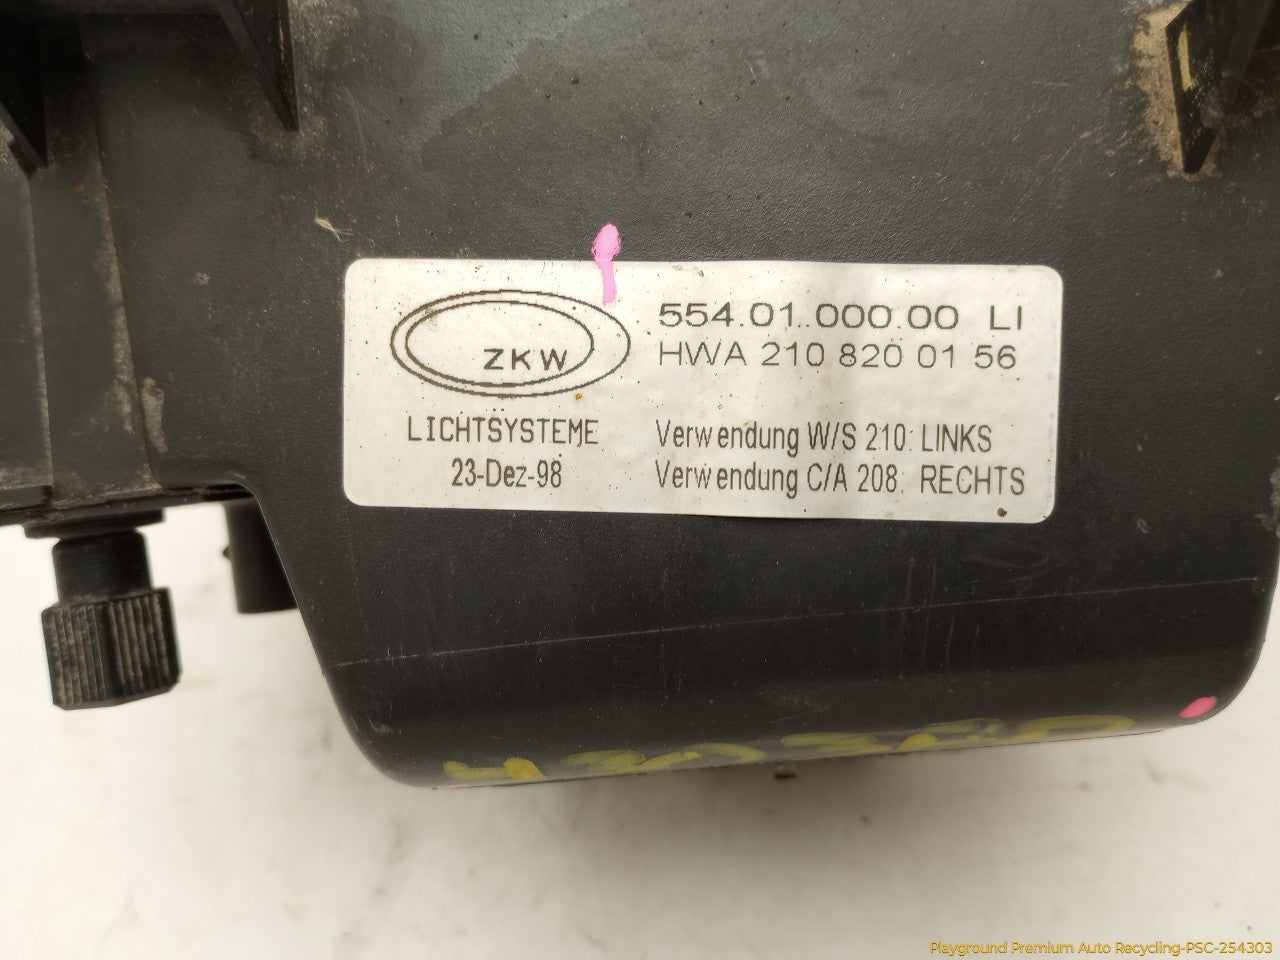 ZKW
554.01.000.00 LI
HWA 210 820 01 56
LICHTSYSTEME
23-Dez-98
Verwendung W/S 210: LINKS
Verwendung C/A 208: RECHTS
Playground Premium Auto Recycling-PSC-254303